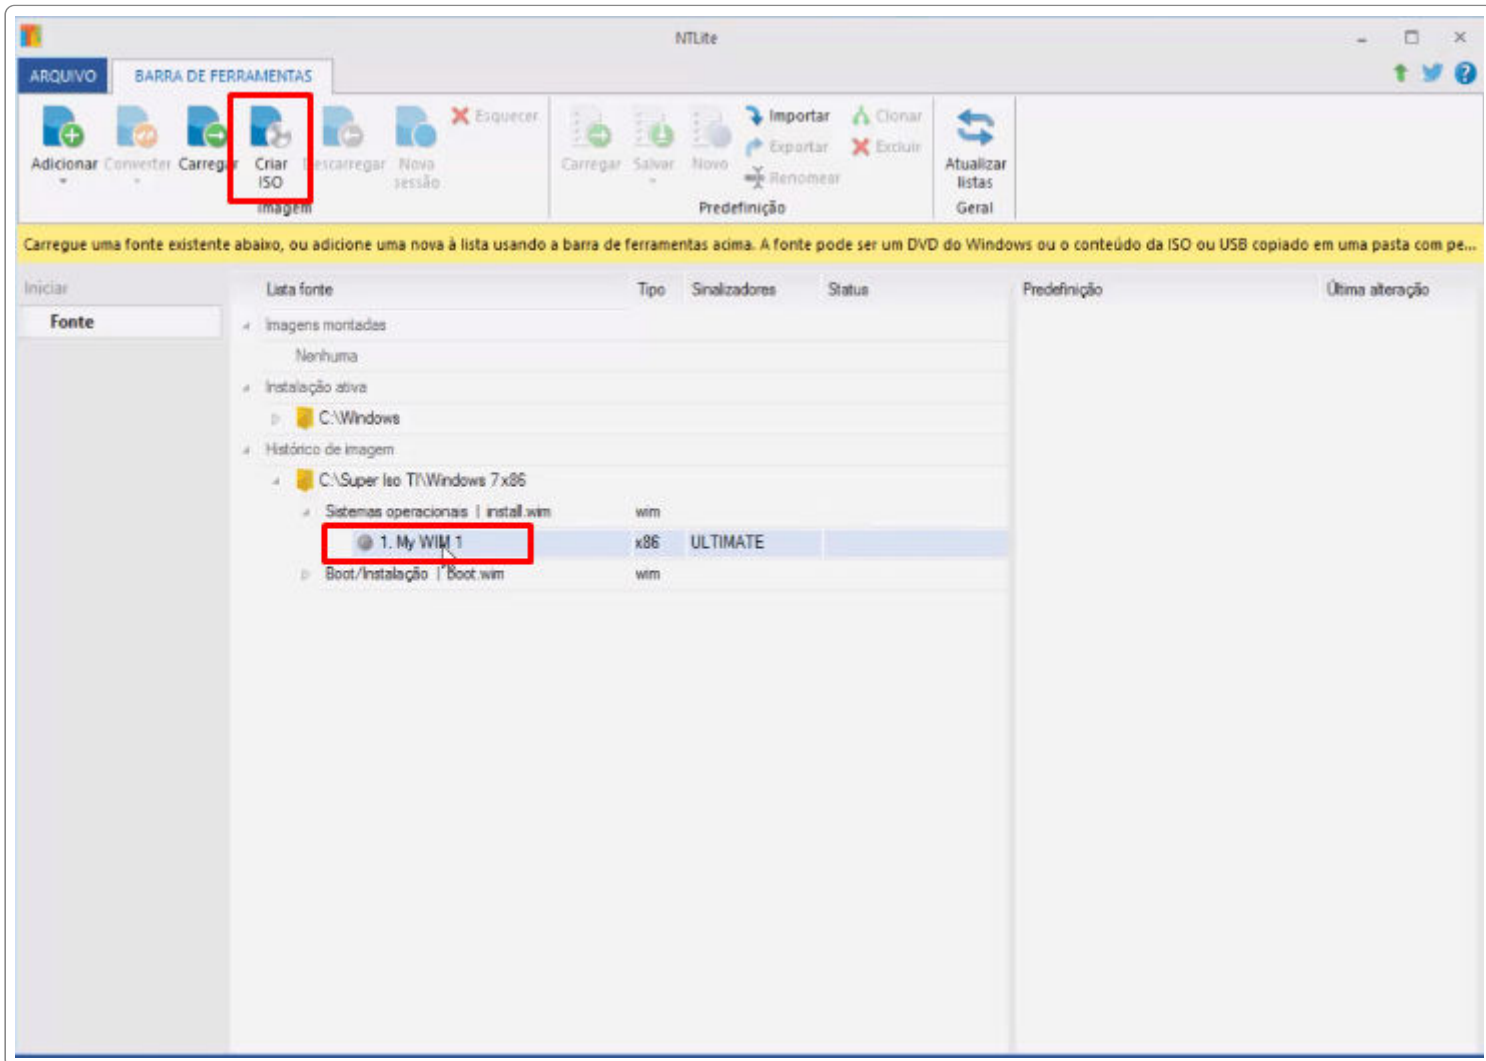 NTLite
ARQUIVO BARRA DE FERRAMENTAS
Adicionar Converter Carregar Criar ISO Descarregar Nova sessão Esquecer
Imagem
Carregar Salvar Novo Importar Exportar Renomear Clonar Excluir
Predefinição
Atualizar listas
Geral
Carregue uma fonte existente abaixo, ou adicione uma nova à lista usando a barra de ferramentas acima. A fonte pode ser um DVD do Windows ou o conteúdo da ISO ou USB copiado em uma pasta com pe...
Iniciar
Fonte
Lista fonte Tipo Sinalizadores Status Predefinição Última alteração
Imagens montadas
Nenhuma
Instalação ativa
C:\Windows
Histórico de imagem
C:\Super Iso TI\Windows 7 x86
Sistemas operacionais | install.wim wim
1. My WIM 1 x86 ULTIMATE
Boot/Instalação | Boot.wim wim